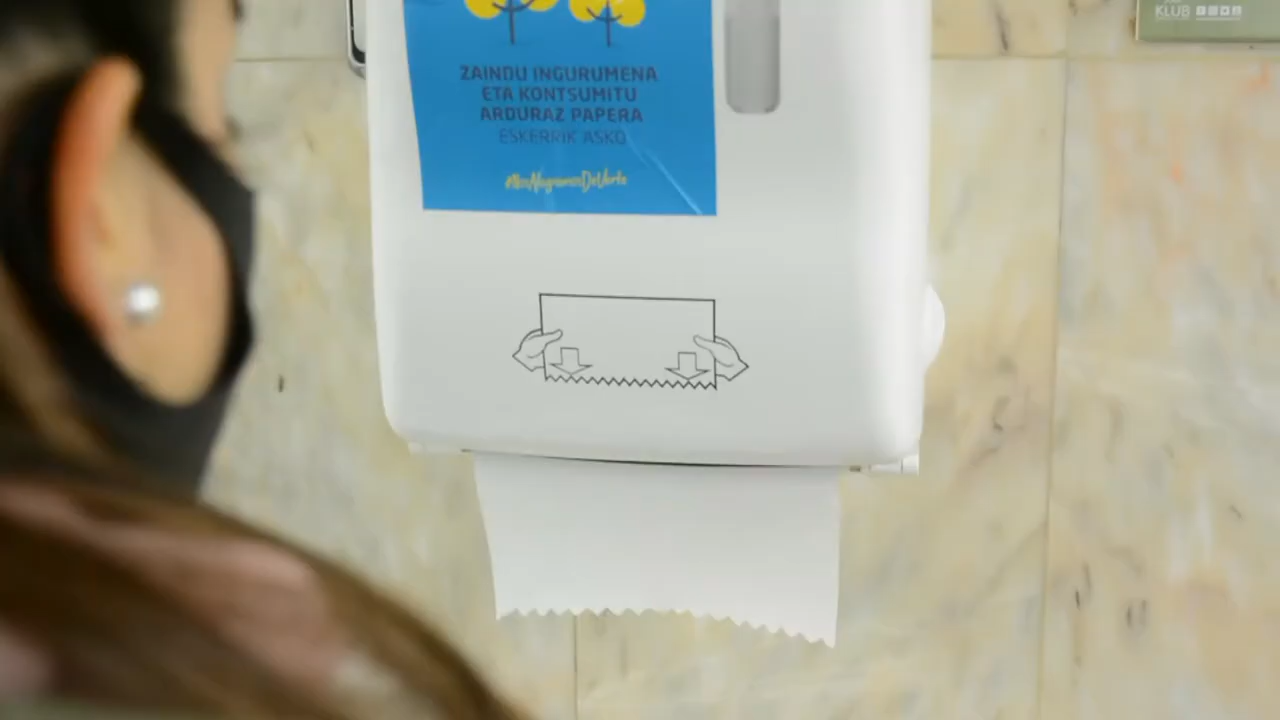 KLUB
ZAINDU INGURUMENA
ETA KONTSUMITU
ARDURAZ PAPERA
ESKERRIK ASKO